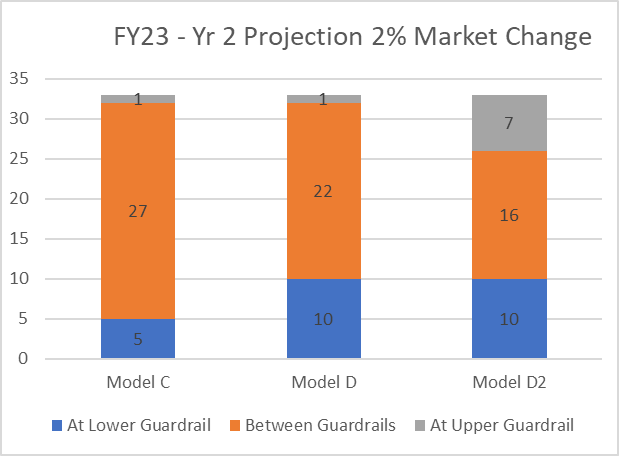 FY23 - Yr 2 Projection 2% Market Change
35
30
25
20
15
10
5
0
1
1
7
27
22
16
5
10
10
Model C
Model D
Model D2
At Lower Guardrail
Between Guardrails
At Upper Guardrail